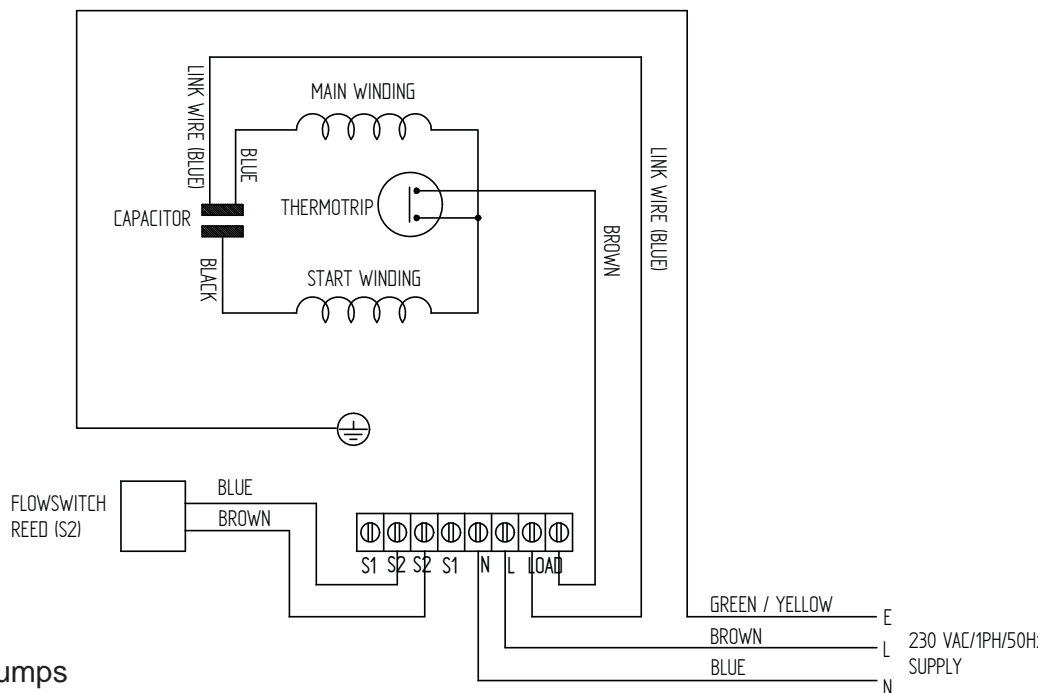 MAIN WINDING
LINK WIRE (BLUE)
BLUE
THERMOTRIP
CAPACITOR
LINK WIRE (BLUE)
BROWN
BLACK
START WINDING
FLOWSWITCH
REED (S2)
BLUE
BROWN
S1 S2 S2 S1 N L LOAD
GREEN / YELLOW
E
BROWN
L
230 VAC/1PH/50Hz
SUPPLY
BLUE
N
umps